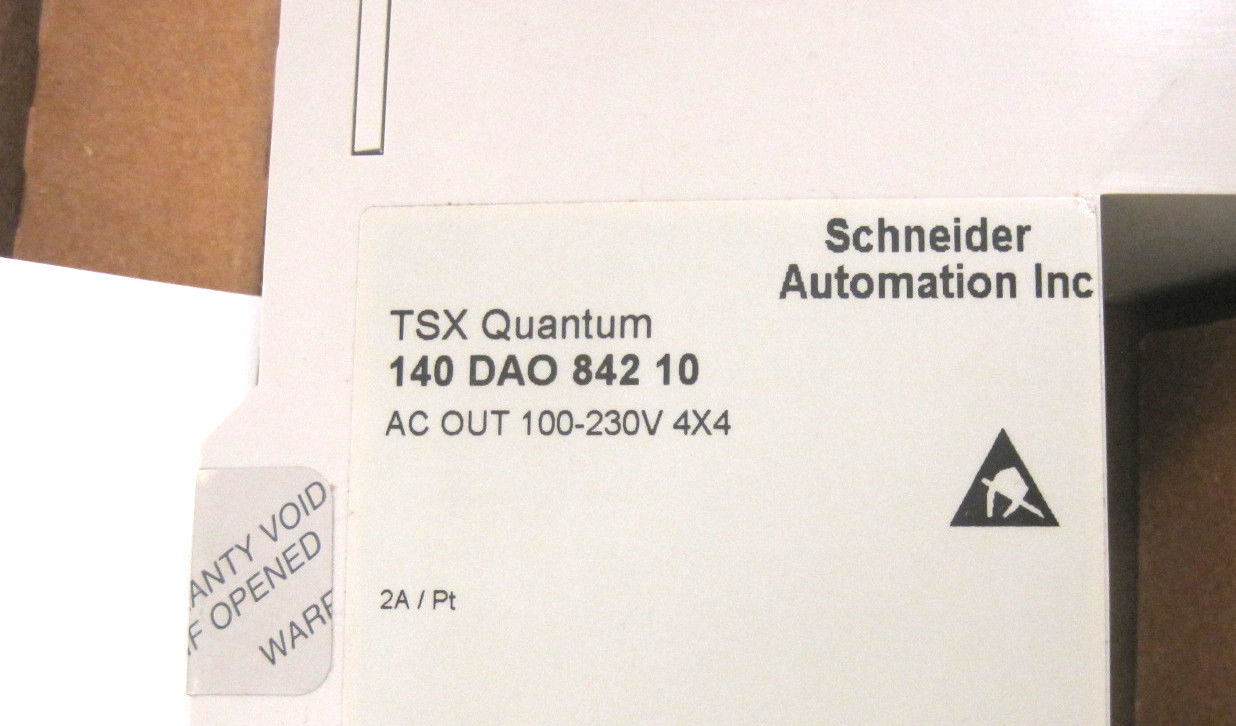 Schneider
Automation Inc
TSX Quantum
140 DAO 842 10
AC OUT 100-230V 4X4
2A / Pt
ANTY VOID
F OPENED
WARR